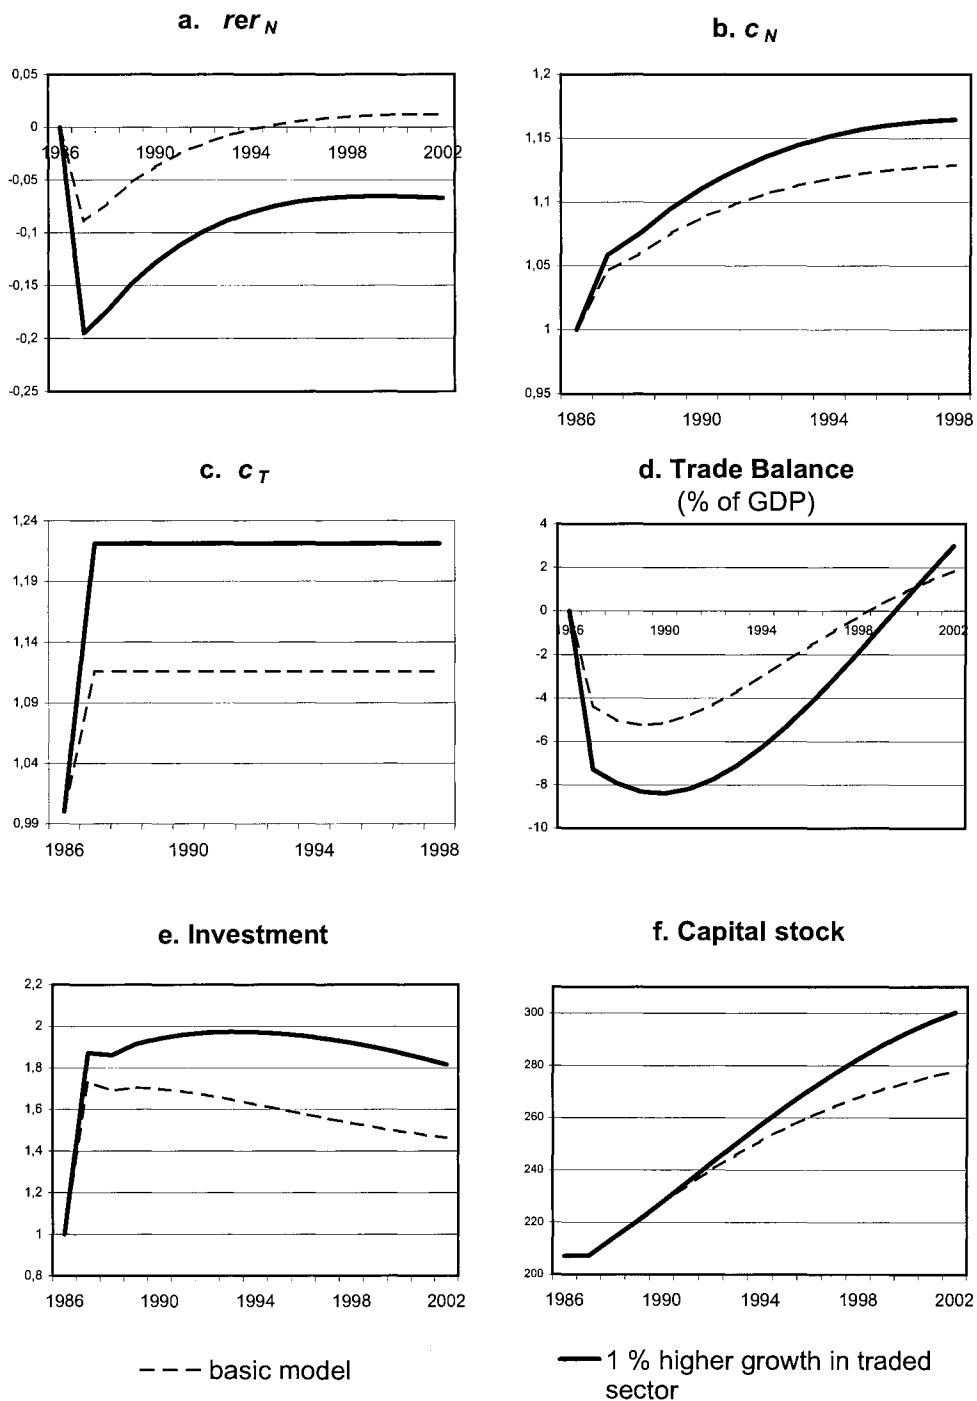 a. rer N
0,05
0
1986 1990 1994 1998 2002
-0,05
-0,1
-0,15
-0,2
-0,25
b. c N
1,2
1,15
1,1
1,05
1
0,95
1986 1990 1994 1998
c. c T
1,24
1,19
1,14
1,09
1,04
0,99
1986 1990 1994 1998
d. Trade Balance
(% of GDP)
4
2
0
1986 1990 1994 1998 2002
-2
-4
-6
-8
-10
e. Investment
2,2
2
1,8
1,6
1,4
1,2
1
0,8
1986 1990 1994 1998 2002
f. Capital stock
300
280
260
240
220
200
1986 1990 1994 1998 2002
basic model
1 % higher growth in traded
sector